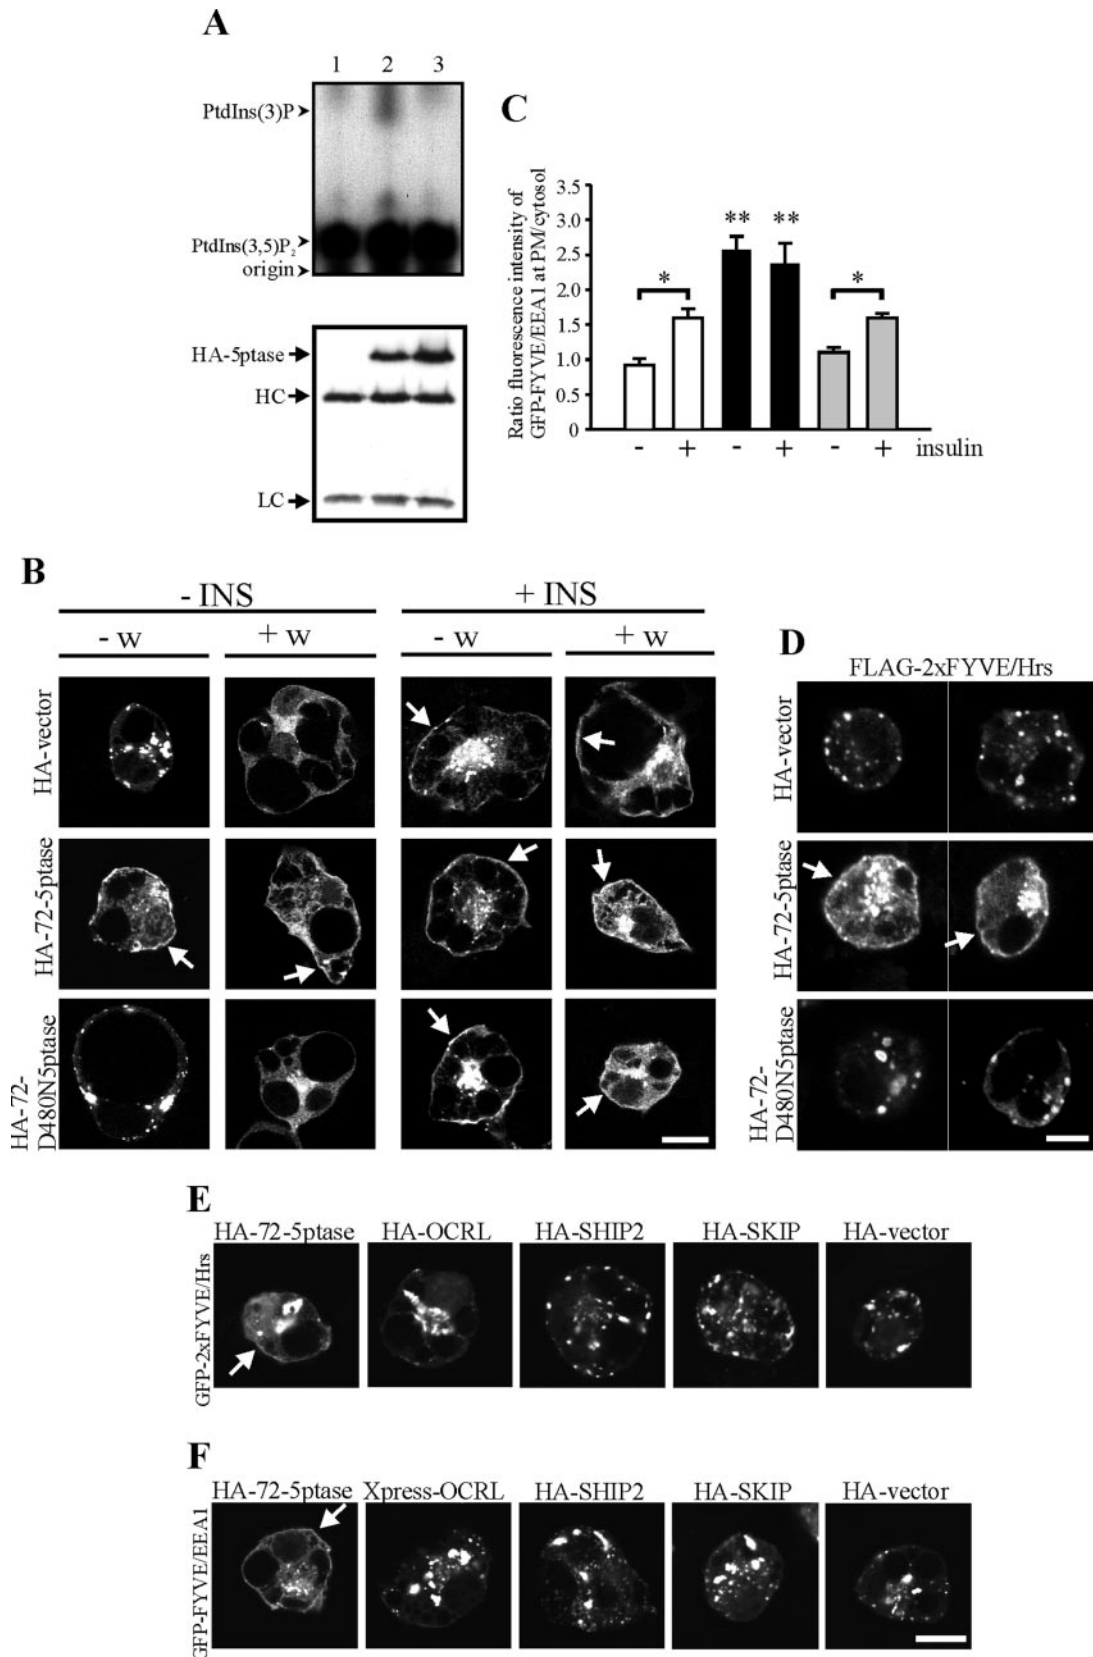 A
1 2 3
PtdIns(3)P
PtdIns(3,5)P2
origin
HA-5ptase
HC
LC
C
Ratio fluorescence intensity of
GFP-FYVE/EEA1 at PM/cytosol
3.5
3.0
2.5
2.0
1.5
1.0
0.5
0
* ** ** *
- + - + - + insulin
B
- INS + INS
- w + w - w + w
HA-vector
HA-72-5ptase
HA-72-
D480N5ptase
D
FLAG-2xFYVE/Hrs
HA-vector
HA-72-5ptase
HA-72-
D480N5ptase
E
HA-72-5ptase HA-OCRL HA-SHIP2 HA-SKIP HA-vector
GFP-2xFYVE/Hrs
F
HA-72-5ptase Xpress-OCRL HA-SHIP2 HA-SKIP HA-vector
GFP-FYVE/EEA1